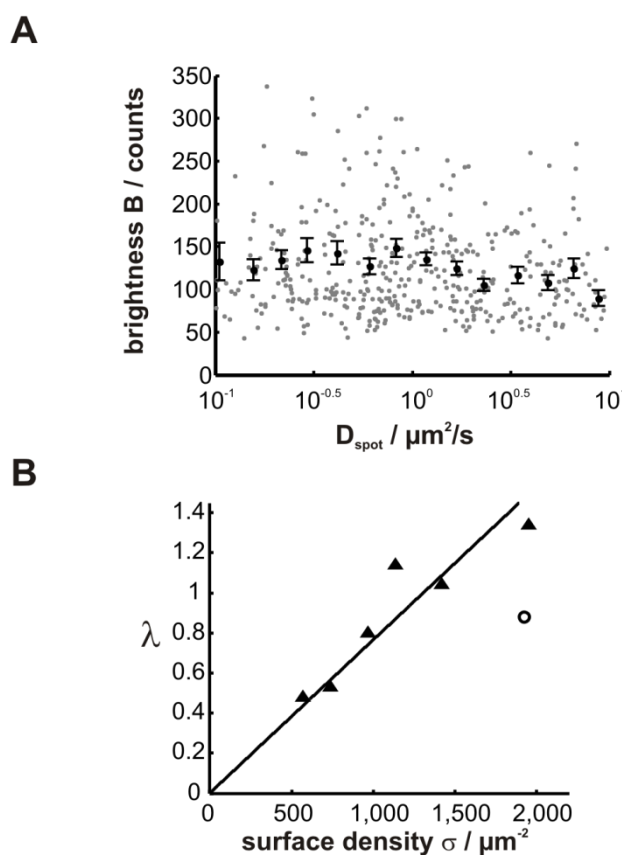 A
350
300
250
200
150
100
50
0
brightness B / counts
10⁻¹ 10⁻⁰·⁵ 10⁰ 10⁰·⁵ 10¹
D_spot / µm²/s
B
1.4
1.2
1
0.8
0.6
0.4
0.2
0
λ
0 500 1,000 1,500 2,000
surface density σ / µm⁻²